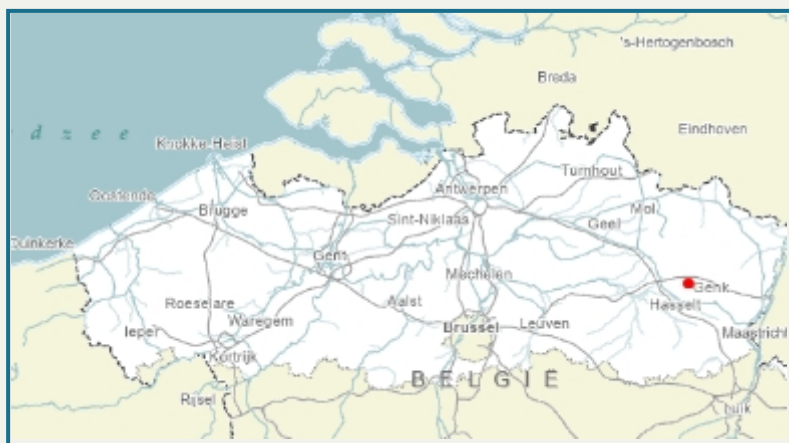 's-Hertogenbosch
Breda
d z e e
Eindhoven
Knokke-Heist
Turnhout
Antwerpen
Oostende
Brugge
Sint-Niklaas
Geel
Mol
Duinkerke
Gent
Mechelen
Genk
Roeselare
Aalst
Hasselt
Ieper
Waregem
Brussel
Leuven
Maastricht
Kortrijk
BELGIË
Rijsel
Luik